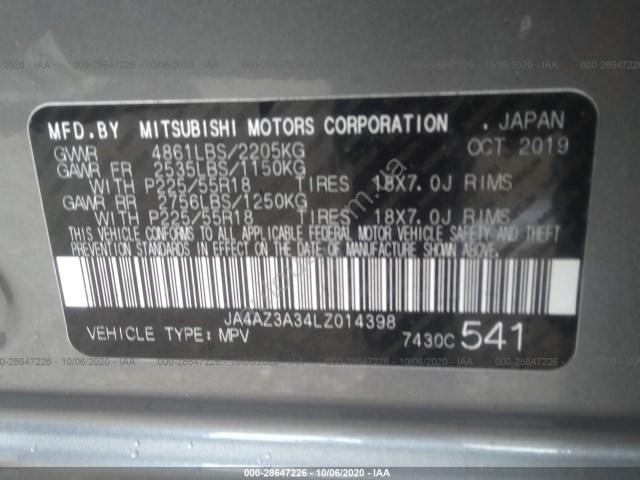 MFD.BY MITSUBISHI MOTORS CORPORATION . JAPAN
GVWR 4861LBS/2205KG OCT 2019
GAWR FR 2535LBS/1150KG
WITH P225/55R18 TIRES 18X7.0J RIMS
GAWR RR 2756LBS/1250KG
WITH P225/55R18 TIRES 18X7.0J RIMS
THIS VEHICLE CONFORMS TO ALL APPLICABLE FEDERAL MOTOR VEHICLE SAFETY AND THEFT
PREVENTION STANDARDS IN EFFECT ON THE DATE OF MANUFACTURE SHOWN ABOVE.
JA4AZ3A34LZ014398
VEHICLE TYPE: MPV 7430C 541
000-28647226 - 10/06/2020 - IAA